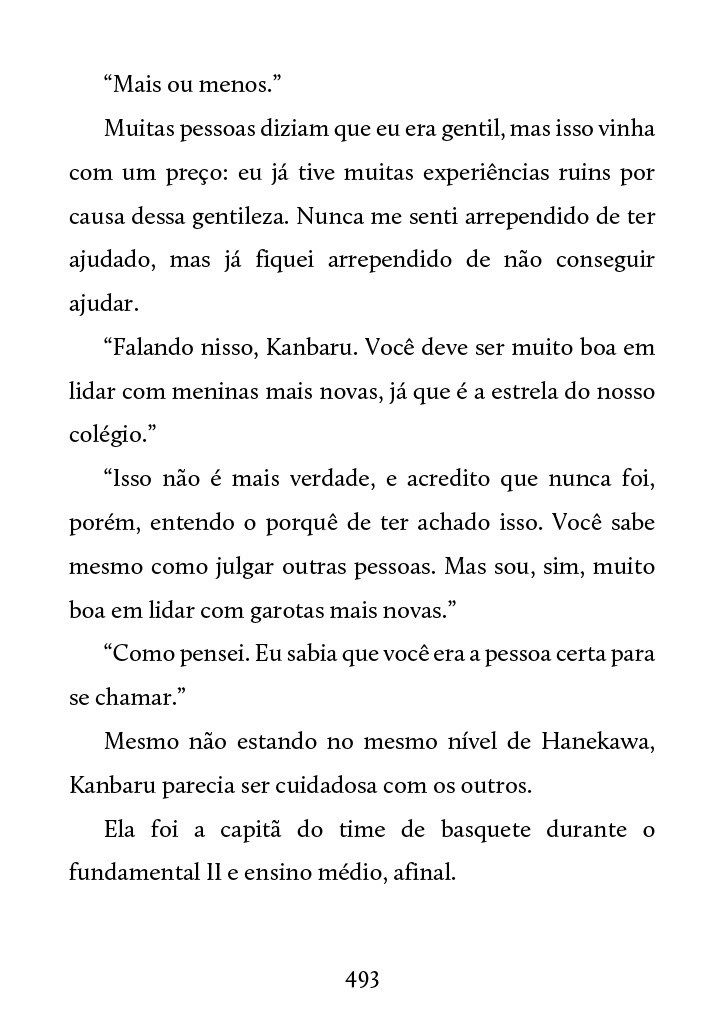 “Mais ou menos.”
Muitas pessoas diziam que eu era gentil, mas isso vinha
com um preço: eu já tive muitas experiências ruins por
causa dessa gentileza. Nunca me senti arrependido de ter
ajudado, mas já fiquei arrependido de não conseguir
ajudar.
“Falando nisso, Kanbaru. Você deve ser muito boa em
lidar com meninas mais novas, já que é a estrela do nosso
colégio.”
“Isso não é mais verdade, e acredito que nunca foi,
porém, entendo o porquê de ter achado isso. Você sabe
mesmo como julgar outras pessoas. Mas sou, sim, muito
boa em lidar com garotas mais novas.”
“Como pensei. Eu sabia que você era a pessoa certa para
se chamar.”
Mesmo não estando no mesmo nível de Hanekawa,
Kanbaru parecia ser cuidadosa com os outros.
Ela foi a capitã do time de basquete durante o
fundamental II e ensino médio, afinal.
493